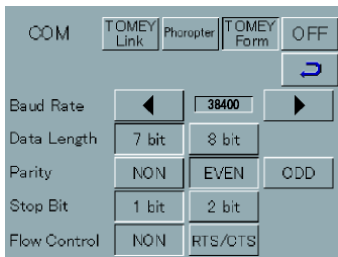 COM TOMEY Link Phoropter TOMEY Form OFF
Baud Rate 38400
Data Length 7 bit 8 bit
Parity NON EVEN ODD
Stop Bit 1 bit 2 bit
Flow Control NON RTS/CTS